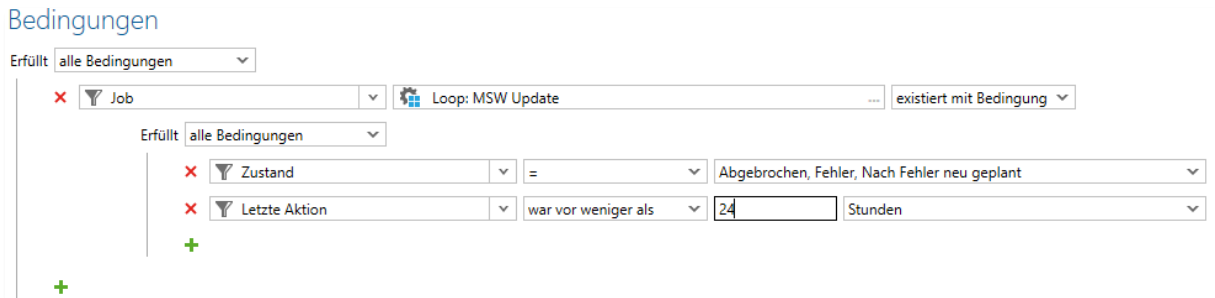 Bedingungen
Erfüllt alle Bedingungen
Job Loop: MSW Update ... existiert mit Bedingung
Erfüllt alle Bedingungen
Zustand = Abgebrochen, Fehler, Nach Fehler neu geplant
Letzte Aktion war vor weniger als 24 Stunden